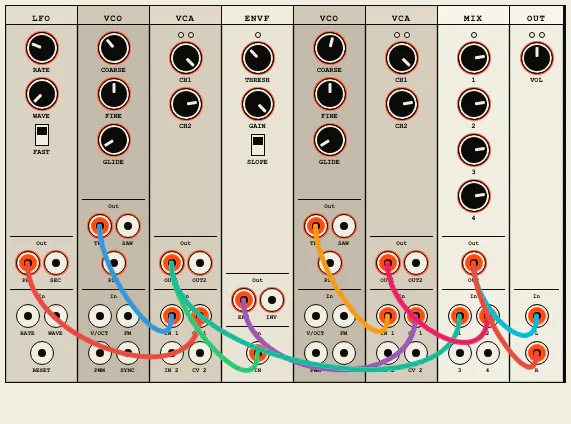 LFO VCO VCA ENVF VCO VCA MIX OUT
RATE COARSE CH1 THRESH COARSE CH1 1 VOL
WAVE FINE CH2 GAIN FINE CH2 2
FAST GLIDE SLOPE GLIDE 3
4
Out Out
SAW SAW
Out Out Out Out
SEC OUT2 OUT2
Out
INV
In In In In In In
RATE WAVE V/OCT FM IN 1 V/OCT FM
RESET PWM SYNC IN 2 CV 2 IN CV 2 3 4 R